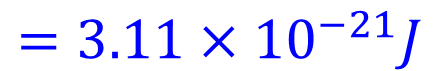 = 3.11 × 10⁻²¹J